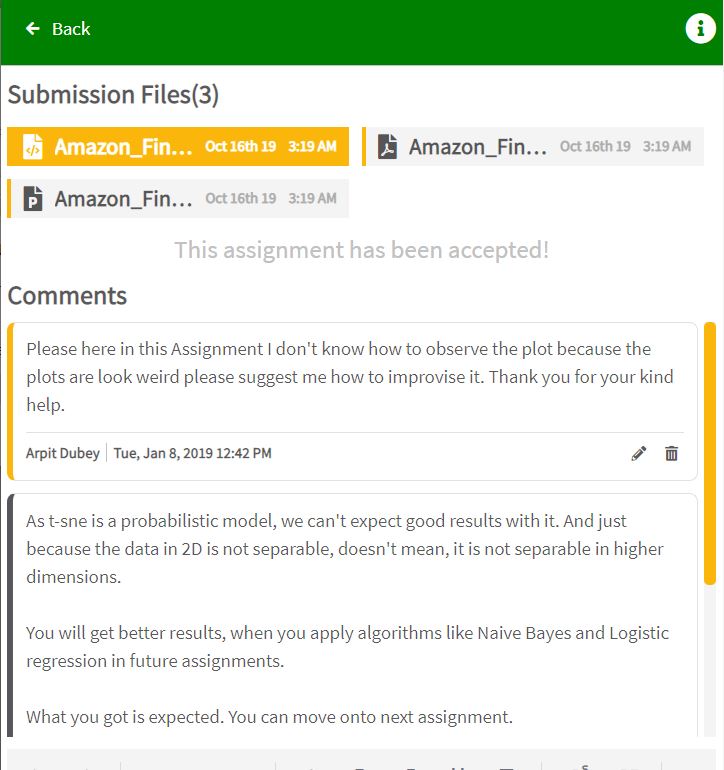 Back
Submission Files(3)
Amazon_Fin... Oct 16th 19 3:19 AM
Amazon_Fin... Oct 16th 19 3:19 AM
Amazon_Fin... Oct 16th 19 3:19 AM
This assignment has been accepted!
Comments
Please here in this Assignment I don't know how to observe the plot because the
plots are look weird please suggest me how to improvise it. Thank you for your kind
help.
Arpit Dubey Tue, Jan 8, 2019 12:42 PM
As t-sne is a probabilistic model, we can't expect good results with it. And just
because the data in 2D is not separable, doesn't mean, it is not separable in higher
dimensions.
You will get better results, when you apply algorithms like Naive Bayes and Logistic
regression in future assignments.
What you got is expected. You can move onto next assignment.